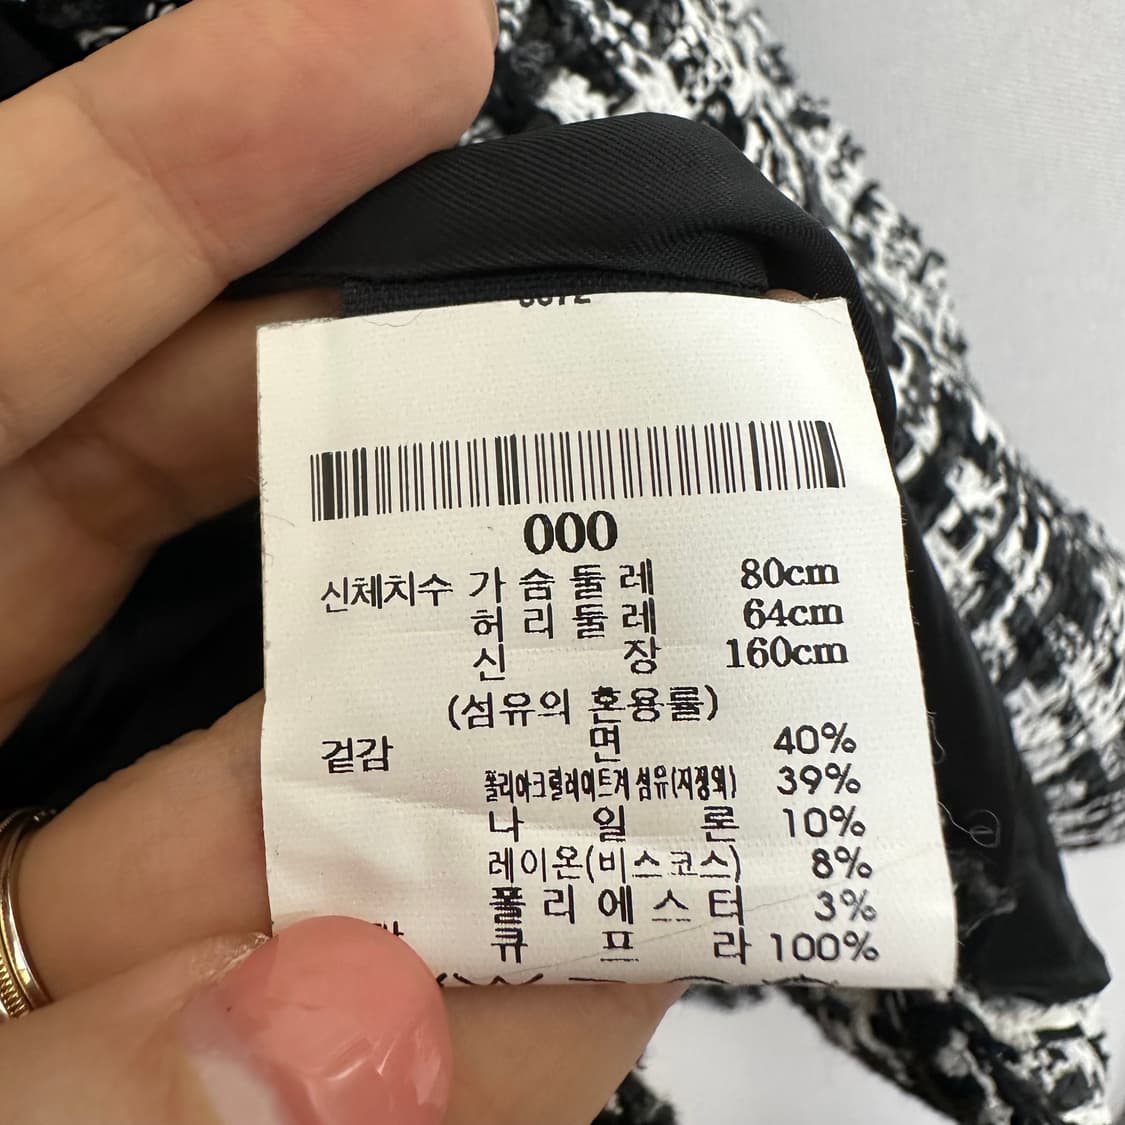 000
신체치수 가슴둘레 80cm
허리둘레 64cm
신장 160cm
(섬유의 혼용률)
겉감 면 40%
폴리아크릴레이트계 섬유(지정외) 39%
나일론 10%
레이온(비스코스) 8%
폴리에스터 3%
큐프라 100%